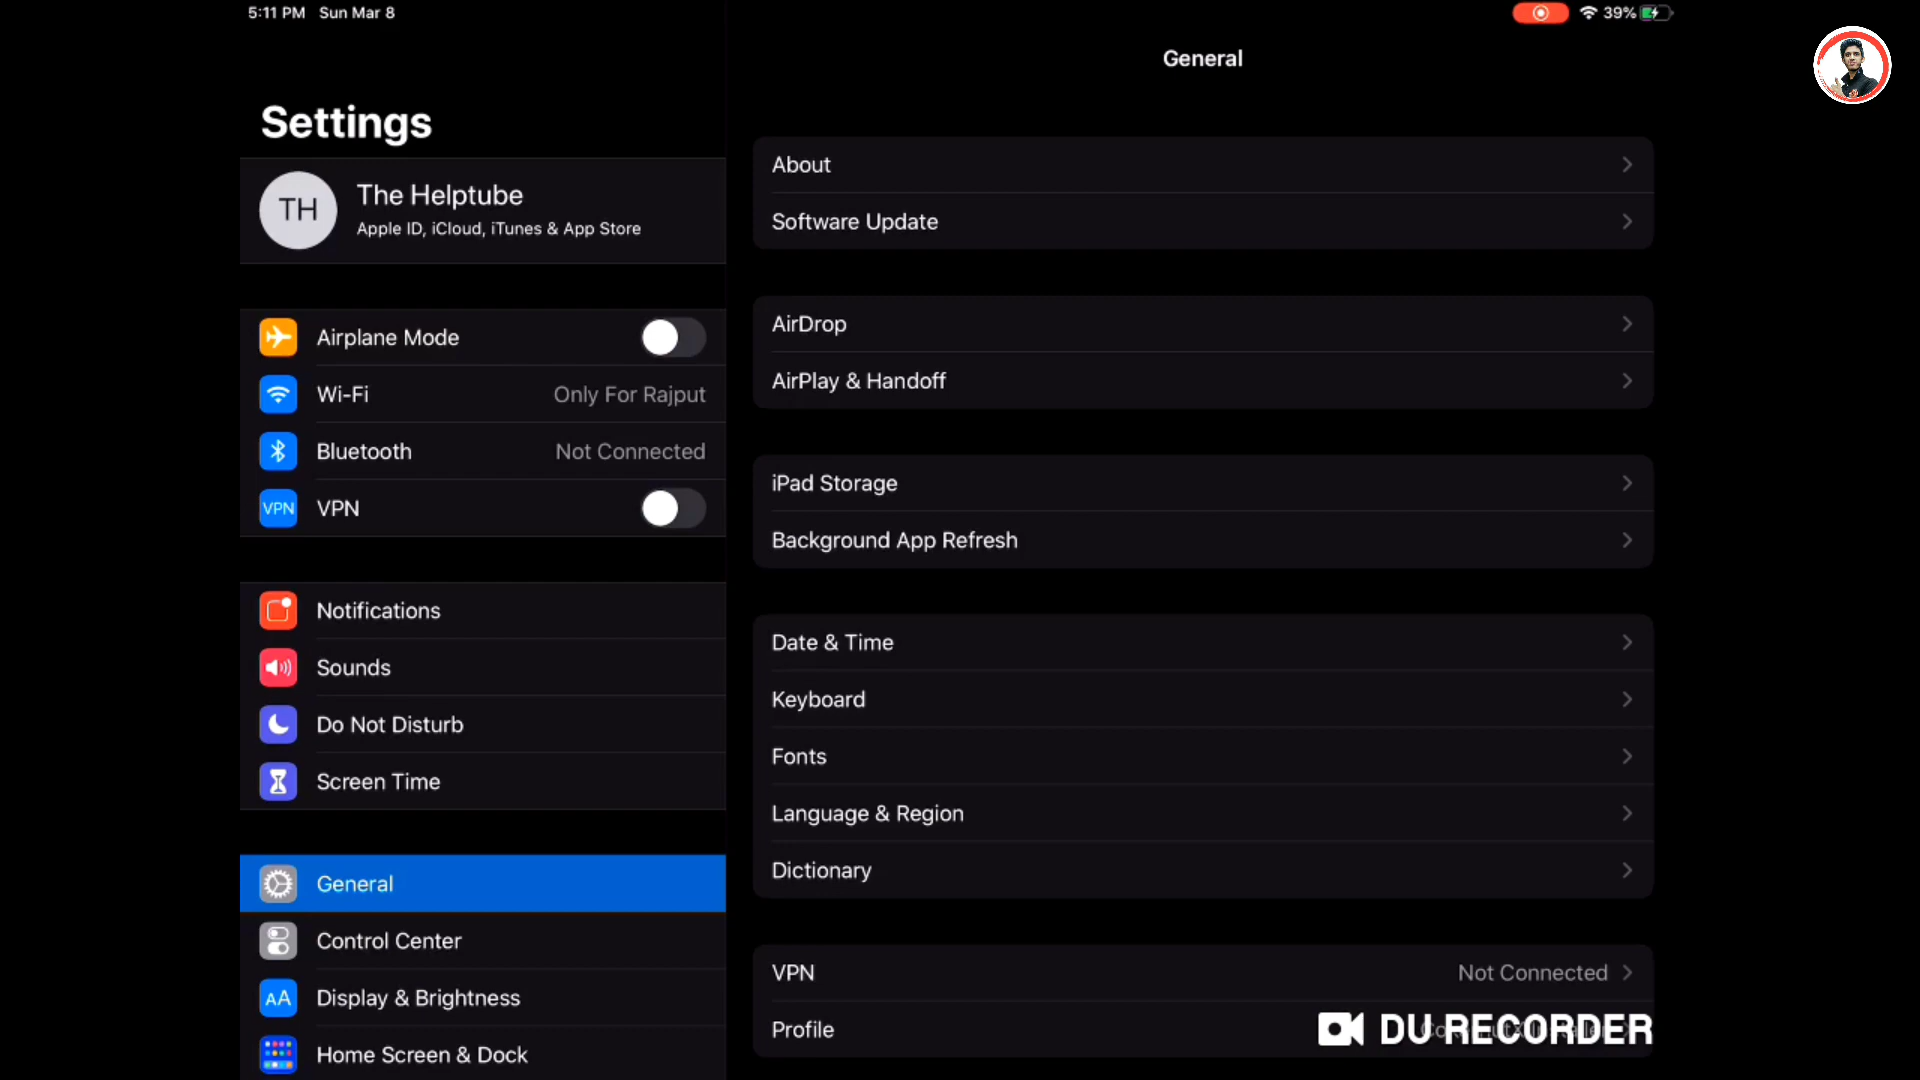 5:11 PM Sun Mar 8
39%
Settings
TH
The Helptube
Apple ID, iCloud, iTunes & App Store
Airplane Mode
Wi-Fi Only For Rajput
Bluetooth Not Connected
VPN VPN
Notifications
Sounds
Do Not Disturb
Screen Time
General
Control Center
AA Display & Brightness
Home Screen & Dock
General
About
Software Update
AirDrop
AirPlay & Handoff
iPad Storage
Background App Refresh
Date & Time
Keyboard
Fonts
Language & Region
Dictionary
VPN Not Connected
Profile
DU RECORDER